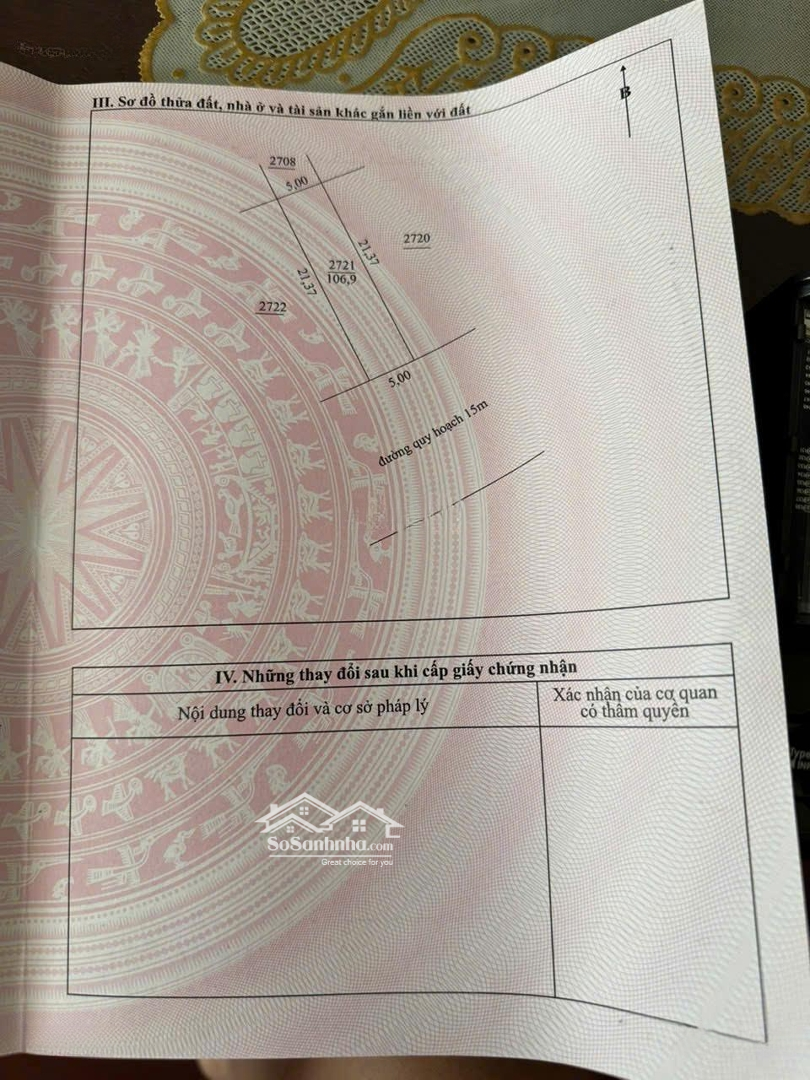 III. Sơ đồ thửa đất, nhà ở và tài sản khác gắn liền với đất
B
2708
5,00
21,37
2720
2721
106,9
21,37
2722
5,00
đường quy hoạch 15m
IV. Những thay đổi sau khi cấp giấy chứng nhận
Nội dung thay đổi và cơ sở pháp lý
Xác nhận của cơ quan
có thẩm quyền
SoSanhnha.com
Great choice for you